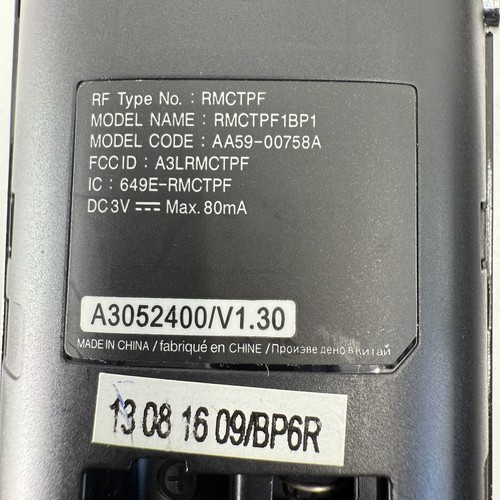 RF Type No. : RMCTPF
MODEL NAME : RMCTPF1BP1
MODEL CODE : AA59-00758A
FCC ID : A3LRMCTPF
IC : 649E-RMCTPF
DC 3V ⎓ Max. 80mA
A3052400/V1.30
MADE IN CHINA / fabriqué en CHINE / Произве дено в Китай
13 08 16 09/BP6R